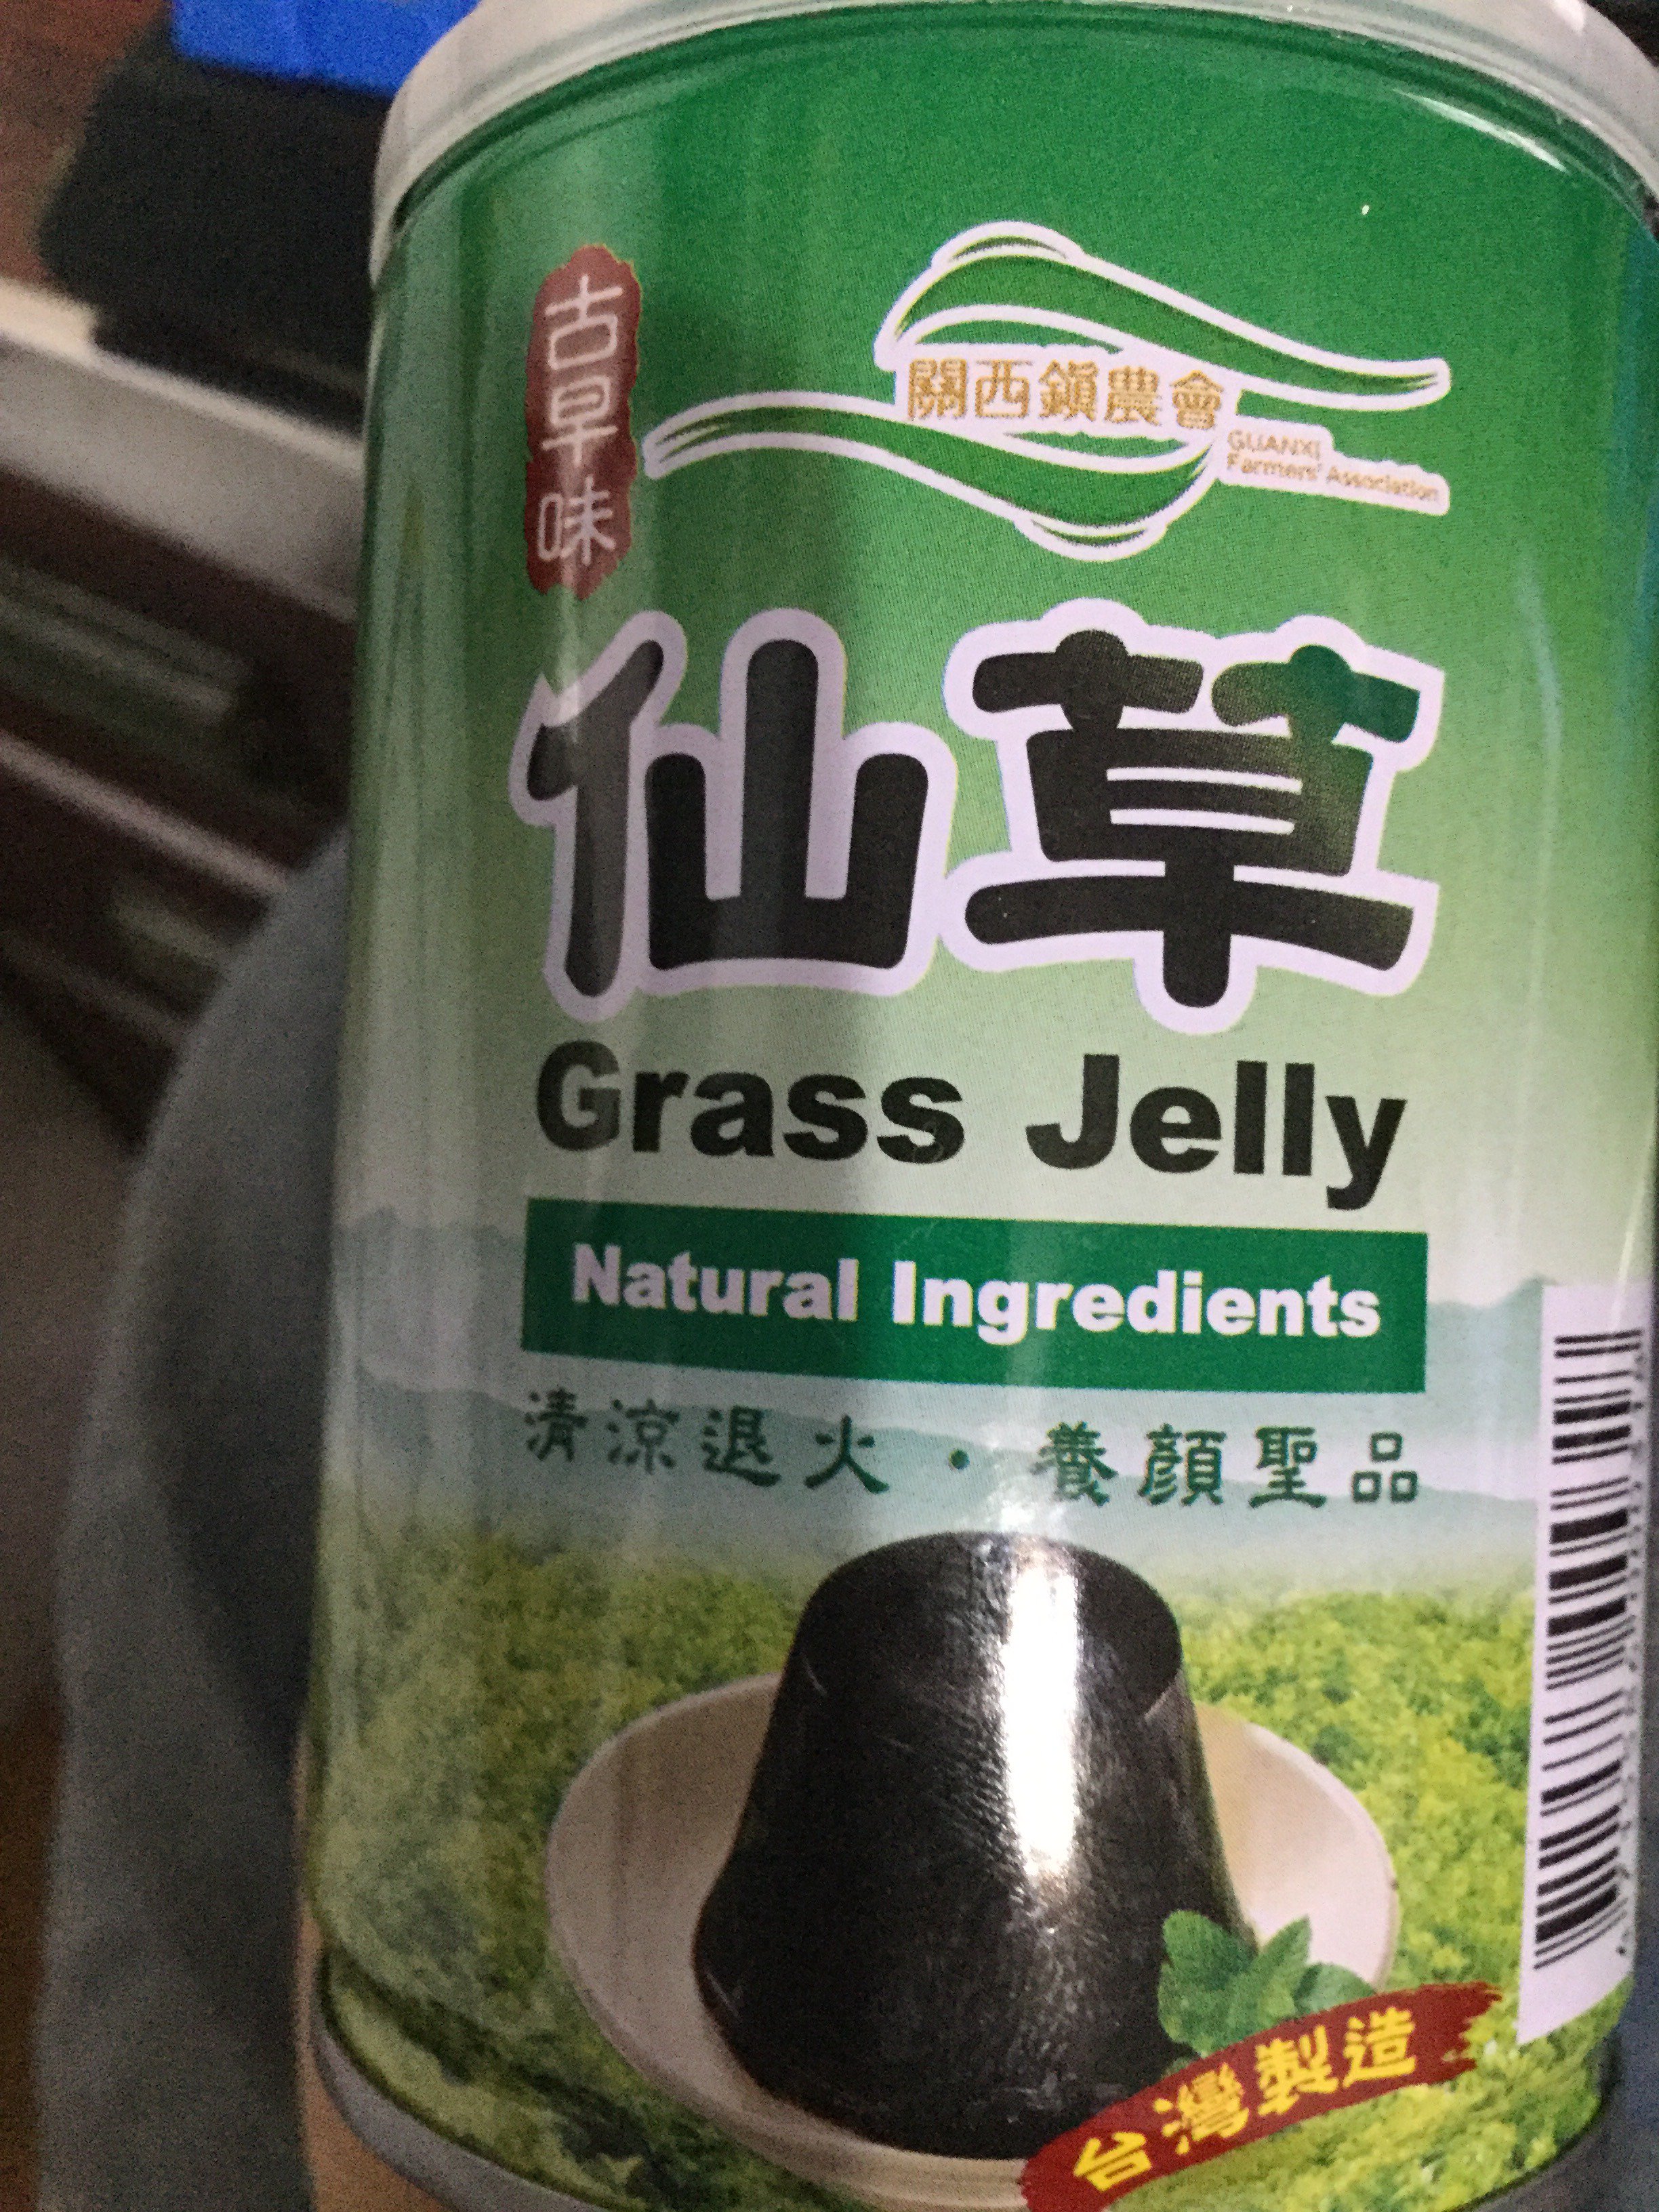 古早味
關西鎮農會
GUANXI
Farmers' Association
仙草
Grass Jelly
Natural Ingredients
清涼退火·養顏聖品
台灣製造